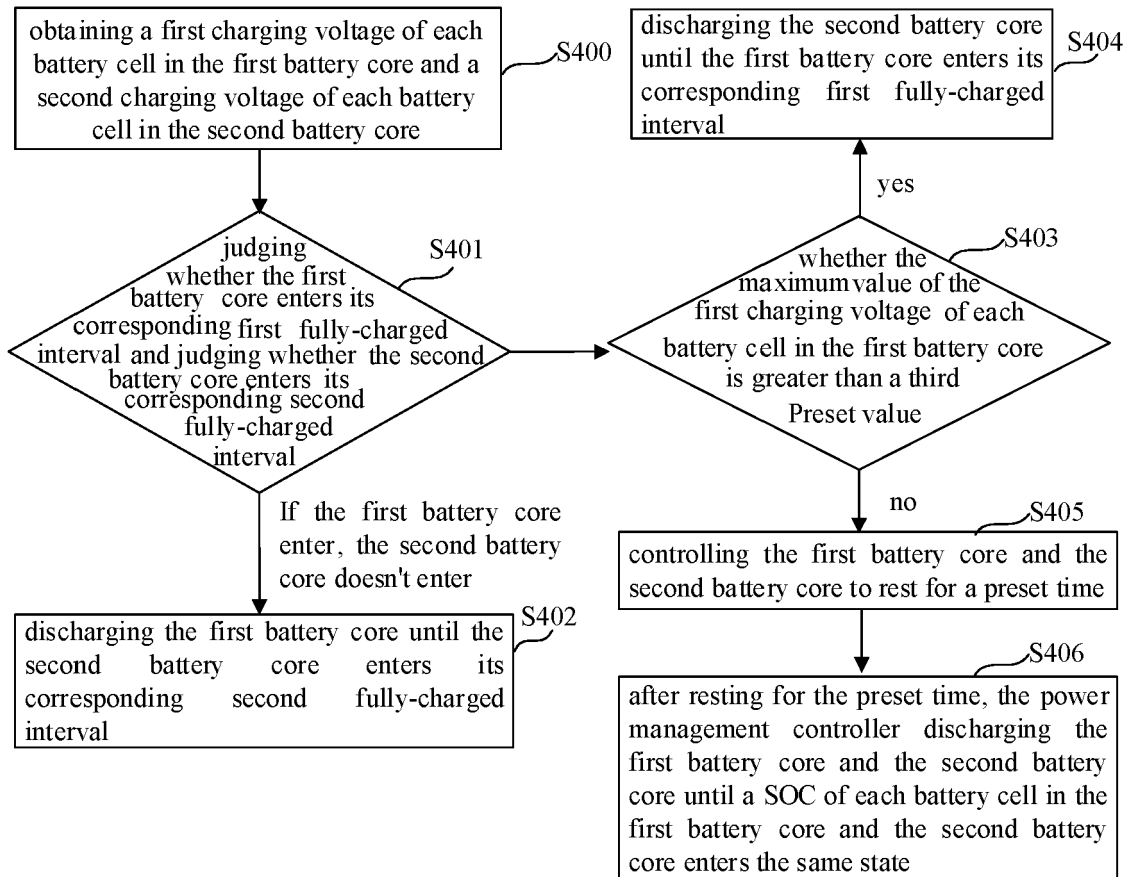 obtaining a first charging voltage of each
battery cell in the first battery core and a
second charging voltage of each battery
cell in the second battery core
S400
judging
whether the first
battery core enters its
corresponding first fully-charged
interval and judging whether the second
battery core enters its
corresponding second
fully-charged
interval
S401
If the first battery core
enter, the second battery
core doesn't enter
discharging the first battery core until the
second battery core enters its
corresponding second fully-charged
interval
S402
discharging the second battery core
until the first battery core enters its
corresponding first fully-charged
interval
S404
yes
whether the
maximum value of the
first charging voltage of each
battery cell in the first battery core
is greater than a third
Preset value
S403
no
S405
controlling the first battery core and the
second battery core to rest for a preset time
S406
after resting for the preset time, the power
management controller discharging the
first battery core and the second battery
core until a SOC of each battery cell in the
first battery core and the second battery
core enters the same state